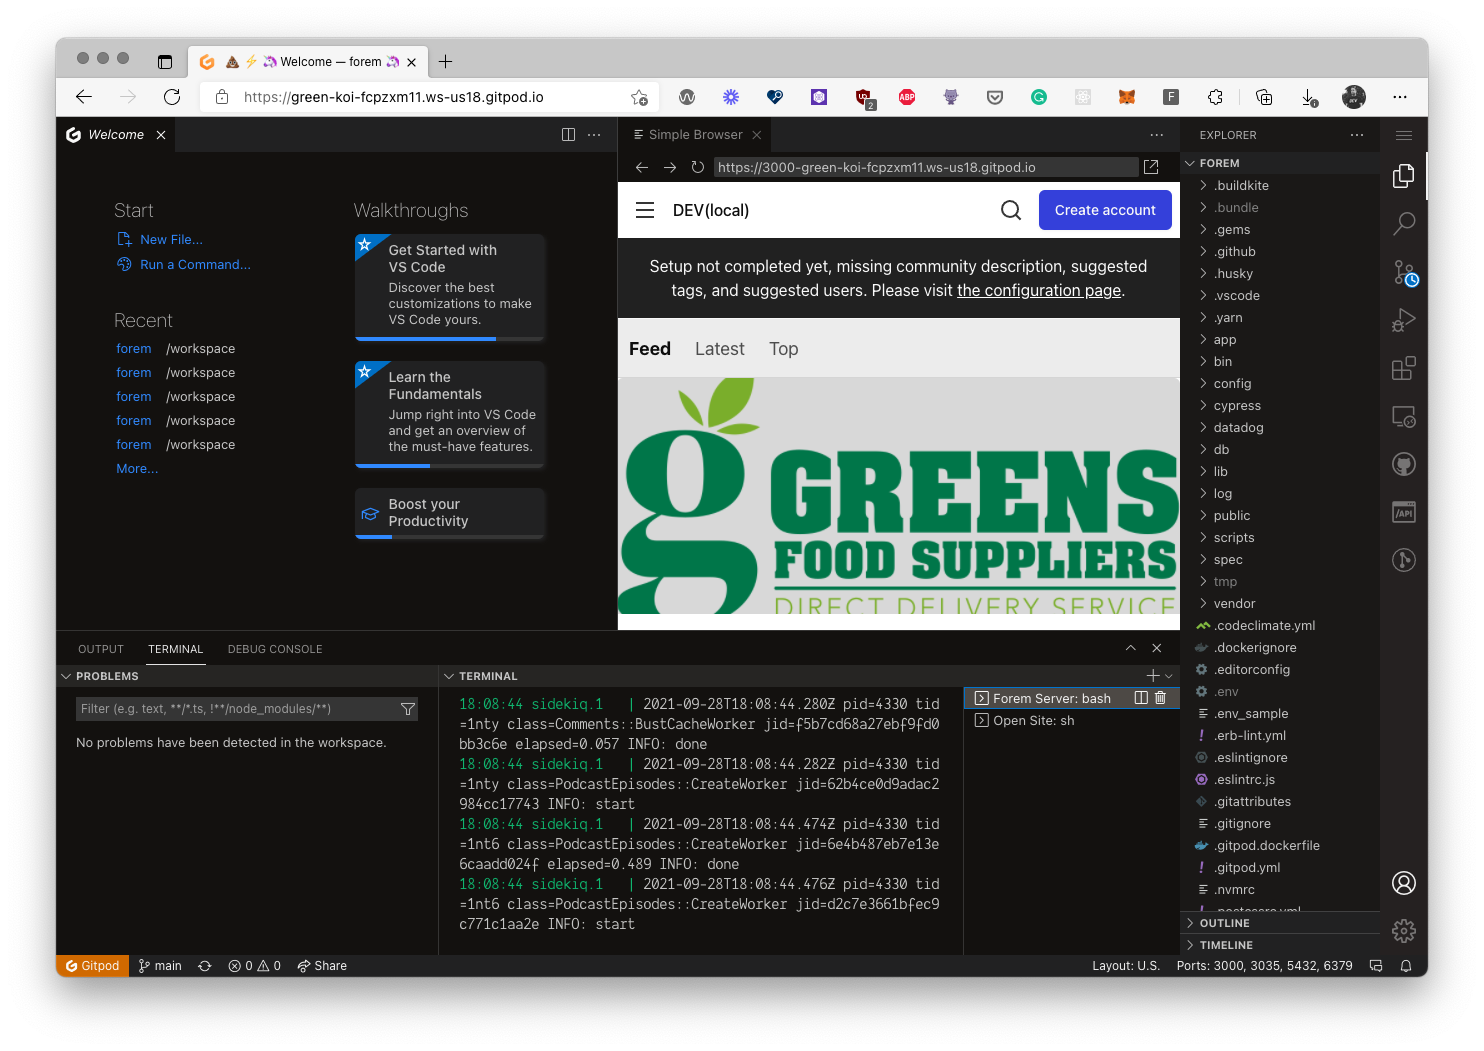 Welcome — forem
https://green-koi-fcpzxm11.ws-us18.gitpod.io
2
ABP
F
Welcome
Start
New File...
Run a Command...
Recent
forem /workspace
forem /workspace
forem /workspace
forem /workspace
forem /workspace
More...
Walkthroughs
Get Started with
VS Code
Discover the best
customizations to make
VS Code yours.
Learn the
Fundamentals
Jump right into VS Code
and get an overview of
the must-have features.
Boost your
Productivity
Simple Browser
https://3000-green-koi-fcpzxm11.ws-us18.gitpod.io
DEV(local)
Create account
Setup not completed yet, missing community description, suggested
tags, and suggested users. Please visit the configuration page.
Feed Latest Top
g GREENS
FOOD SUPPLIERS
DIRECT DELIVERY SERVICE
EXPLORER
FOREM
.buildkite
.bundle
.gems
.github
.husky
.vscode
.yarn
app
bin
config
cypress
datadog
db
lib
log
public
scripts
spec
tmp
vendor
.codeclimate.yml
.dockerignore
.editorconfig
.env
.env_sample
.erb-lint.yml
.eslintignore
.eslintrc.js
.gitattributes
.gitignore
.gitpod.dockerfile
.gitpod.yml
.nvmrc
OUTLINE
TIMELINE
/API
OUTPUT TERMINAL DEBUG CONSOLE
PROBLEMS
Filter (e.g. text, **/*.ts, !**/node_modules/**)
No problems have been detected in the workspace.
TERMINAL
18:08:44 sidekiq.1 | 2021-09-28T18:08:44.280Z pid=4330 tid
=1nty class=Comments::BustCacheWorker jid=f5b7cd68a27ebf9fd0
bb3c6e elapsed=0.057 INFO: done
18:08:44 sidekiq.1 | 2021-09-28T18:08:44.282Z pid=4330 tid
=1nty class=PodcastEpisodes::CreateWorker jid=62b4ce0d9adac2
984cc17743 INFO: start
18:08:44 sidekiq.1 | 2021-09-28T18:08:44.474Z pid=4330 tid
=1nt6 class=PodcastEpisodes::CreateWorker jid=6e4b487eb7e13e
6caadd024f elapsed=0.489 INFO: done
18:08:44 sidekiq.1 | 2021-09-28T18:08:44.476Z pid=4330 tid
=1nt6 class=PodcastEpisodes::CreateWorker jid=d2c7e3661bfec9
c771c1aa2e INFO: start
Forem Server: bash
Open Site: sh
Gitpod main 0 0 Share
Layout: U.S. Ports: 3000, 3035, 5432, 6379